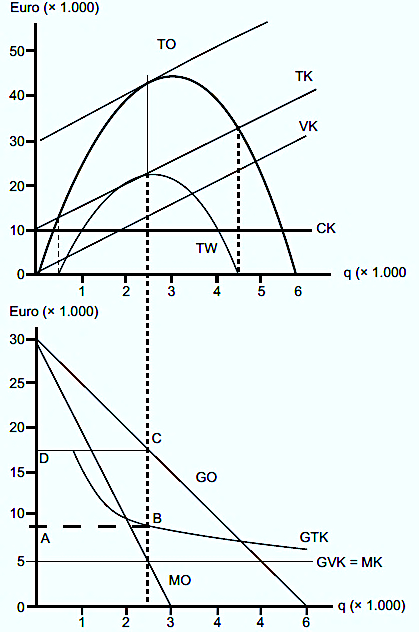 Euro (× 1.000)
TO
50
TK
40
VK
30
20
10
CK
TW
0
1
2
3
4
5
6
q (× 1.000
Euro (× 1.000)
30
25
20
C
D
15
GO
10
B
GTK
A
5
GVK = MK
MO
0
1
2
3
4
4
6
q (× 1.000)